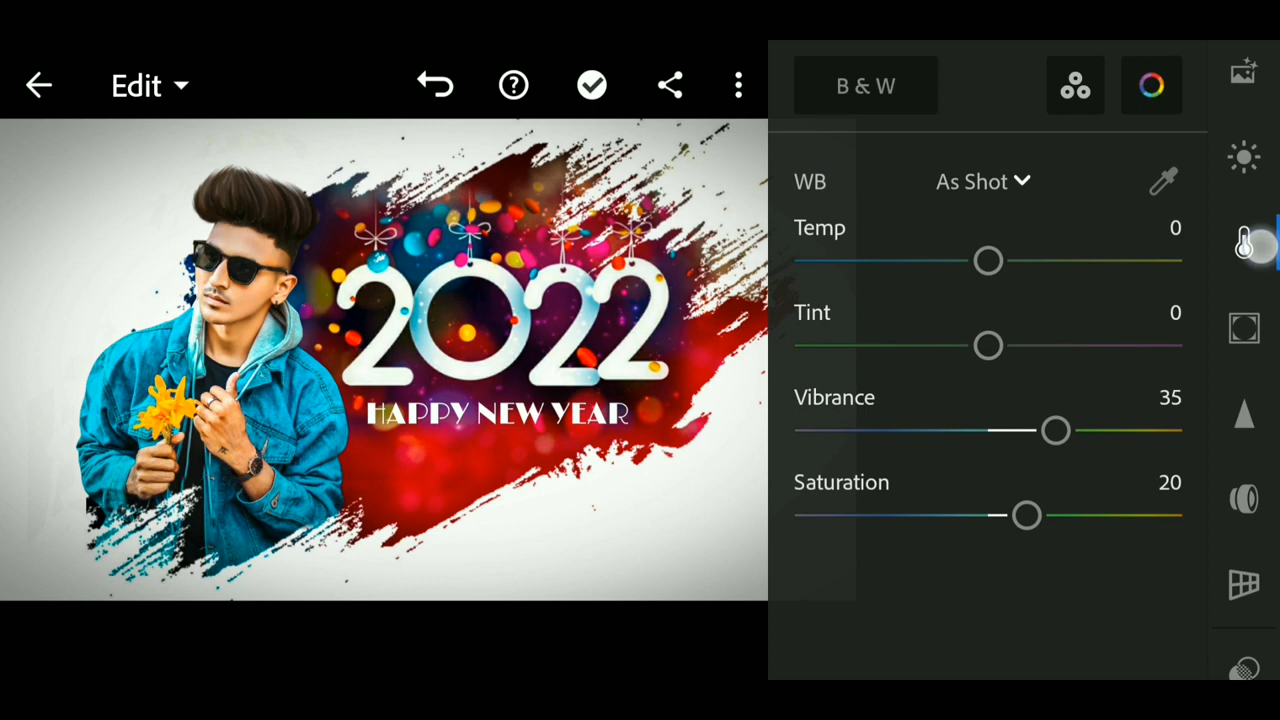 Edit
B & W
WB
As Shot
Temp
0
Tint
0
Vibrance
35
Saturation
20
2022
HAPPY NEW YEAR